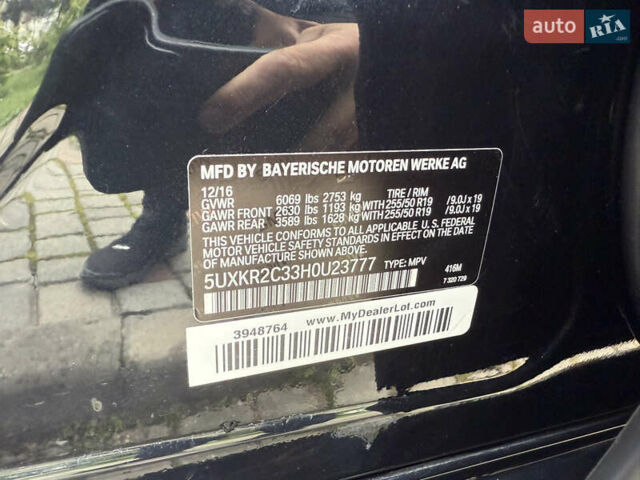 auto RIA.com
MFD BY BAYERISCHE MOTOREN WERKE AG
12/16
GVWR 6069 lbs 2753 kg TIRE / RIM
GAWR FRONT 2630 lbs 1193 kg WITH 255/50 R19 / 9.0J x 19
GAWR REAR 3589 lbs 1628 kg WITH 255/50 R19 / 9.0J x 19
THIS VEHICLE CONFORMS TO ALL APPLICABLE U. S. FEDERAL
MOTOR VEHICLE SAFETY STANDARDS IN EFFECT ON THE DATE OF
MANUFACTURE SHOWN ABOVE.
5UXKR2C33H0U23777 TYPE: MPV
416M
7 320 729
3948764 www.MyDealerLot.com